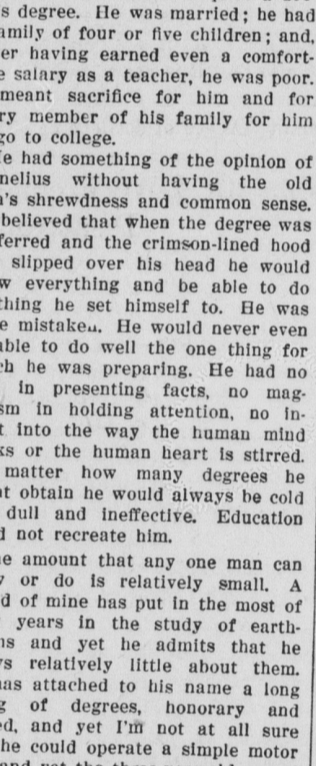 s degree. He was married; he had
amily of four or five children; and,
er having earned even a comfort-
e salary as a teacher, he was poor.
meant sacrifice for him and for
ry member of his family for him
go to college.
e had something of the opinion of
nelius without having the old
's shrewdness and common sense.
believed that when the degree was
ferred and the crimson-lined hood
slipped over his head he would
w everything and be able to do
thing he set himself to. He was
e mistaken. He would never even
able to do well the one thing for
ch he was preparing. He had no
in presenting facts, no mag-
sm in holding attention, no in-
t into the way the human mind
ks or the human heart is stirred.
matter how many degrees he
ht obtain he would always be cold
dull and ineffective. Education
d not recreate him.
e amount that any one man can
w or do is relatively small. A
d of mine has put in the most of
years in the study of earth-
ms and yet he admits that he
ws relatively little about them.
has attached to his name a long
g of degrees, honorary and
ed, and yet I'm not at all sure
he could operate a simple motor